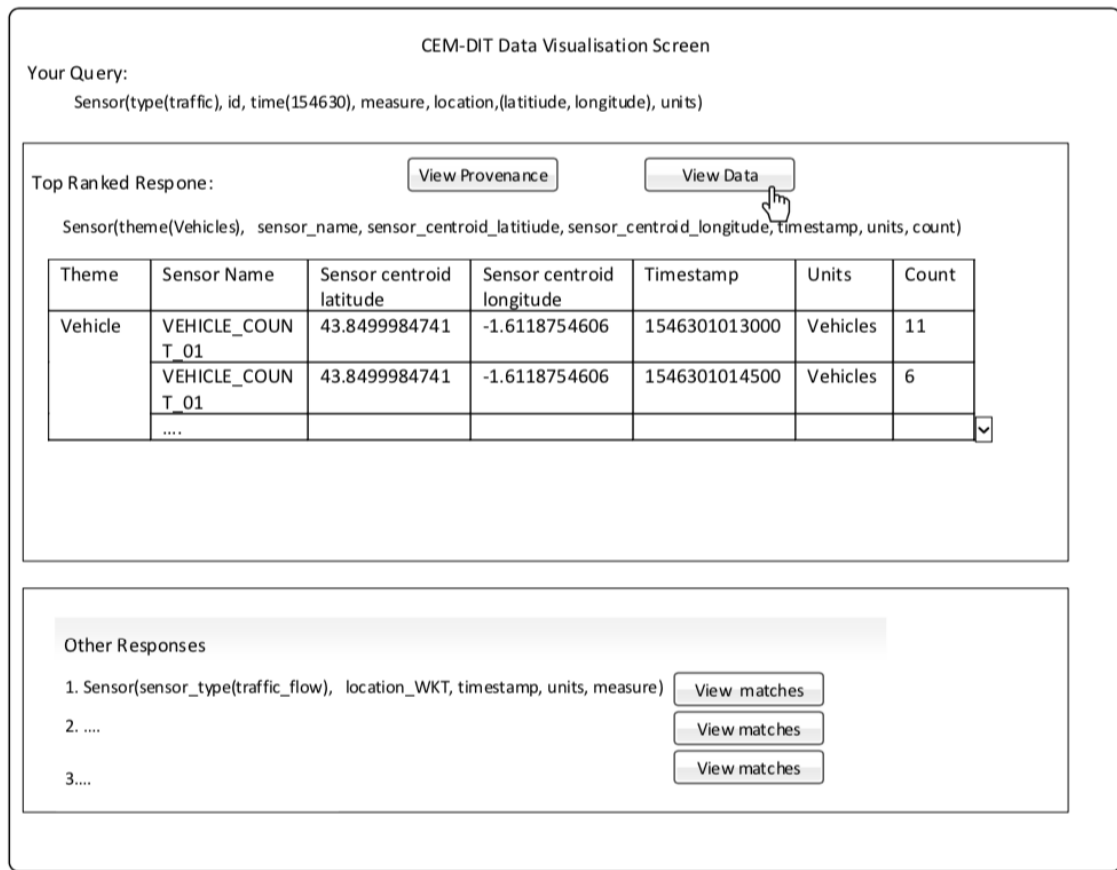 CEM-DIT Data Visualisation Screen
Your Query:
Sensor(type(traffic), id, time(154630), measure, location,(latitiude, longitude), units)
Top Ranked Respone:
View Provenance
View Data
Sensor(theme(Vehicles), sensor_name, sensor_centroid_latitiude, sensor_centroid_longitude, timestamp, units, count)
Theme Sensor Name Sensor centroid latitude Sensor centroid longitude Timestamp Units Count
Vehicle VEHICLE_COUNT_01 43.8499984741 -1.6118754606 1546301013000 Vehicles 11
VEHICLE_COUNT_01 43.8499984741 -1.6118754606 1546301014500 Vehicles 6
....
Other Responses
1. Sensor(sensor_type(traffic_flow), location_WKT, timestamp, units, measure) View matches
2. .... View matches
3.... View matches